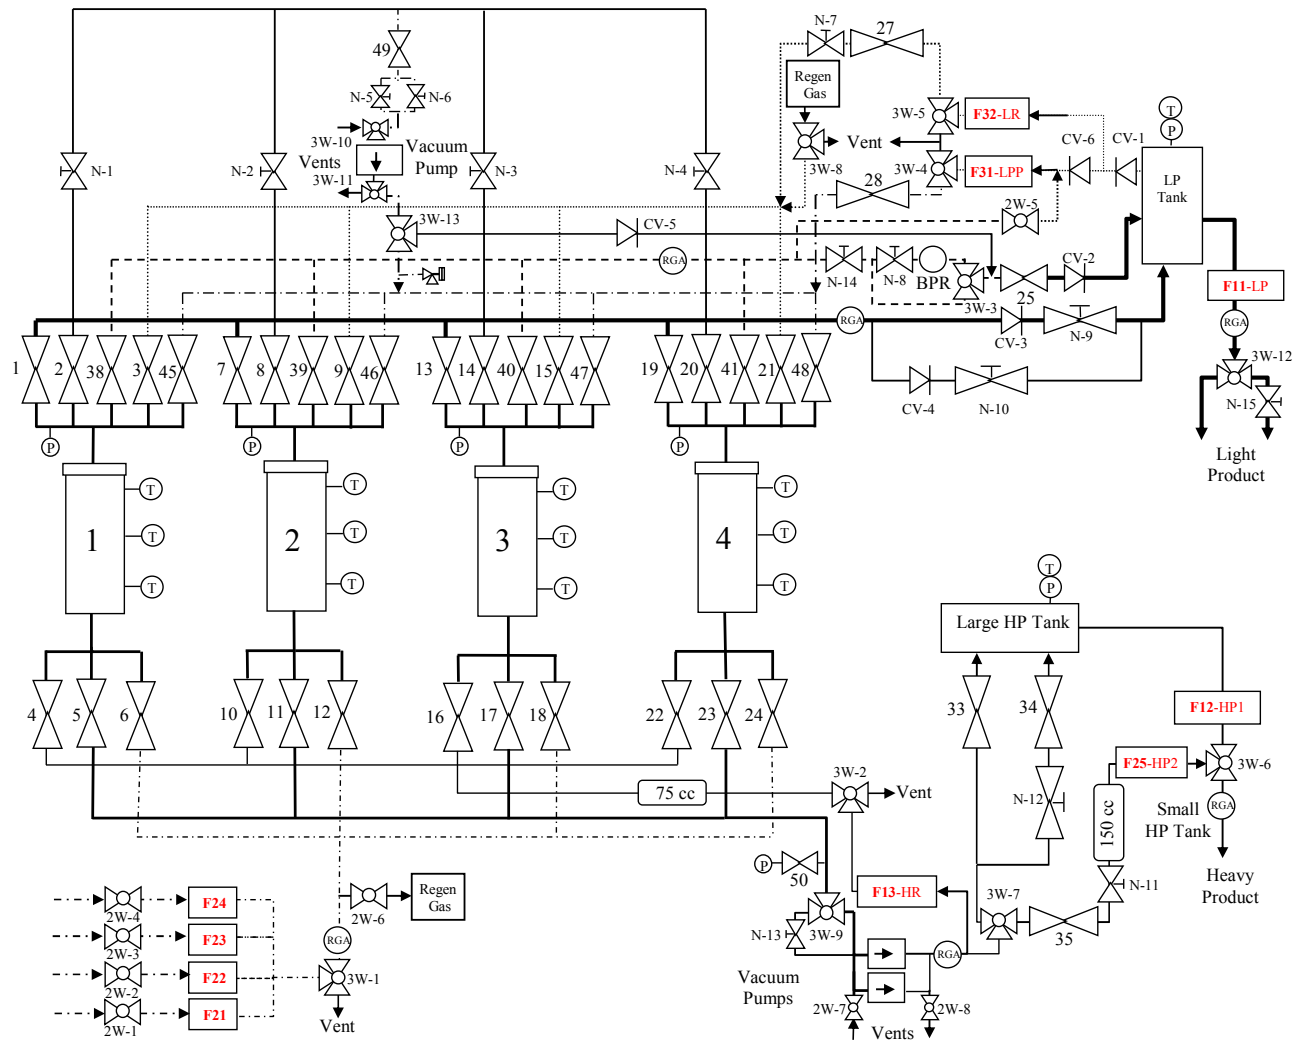 49
N-5
N-6
3W-10
Vents
Vacuum
Pump
3W-11
3W-13
N-1
N-2
N-3
N-4
N-7
27
Regen
Gas
3W-5
F32-LR
Vent
3W-8
3W-4
F31-LPP
28
CV-6
CV-1
T
P
LP
Tank
2W-5
CV-5
RGA
N-14
N-8
BPR
3W-3
25
CV-2
F11-LP
RGA
3W-12
N-15
Light
Product
RGA
CV-3
N-9
CV-4
N-10
1
2
38
3
45
7
8
39
9
46
13
14
40
15
47
19
20
41
21
48
P
P
P
P
1
T
T
T
2
T
T
T
3
T
T
T
4
T
T
T
4
5
6
10
11
12
16
17
18
22
23
24
T
P
Large HP Tank
33
34
F12-HP1
3W-6
F25-HP2
N-12
RGA
Small
HP Tank
150 cc
Heavy
Product
N-11
3W-7
35
75 cc
3W-2
Vent
P
50
F13-HR
3W-9
N-13
RGA
Vacuum
Pumps
2W-7
2W-8
Vents
F24
2W-4
F23
2W-3
F22
2W-2
F21
2W-1
2W-6
Regen
Gas
RGA
3W-1
Vent